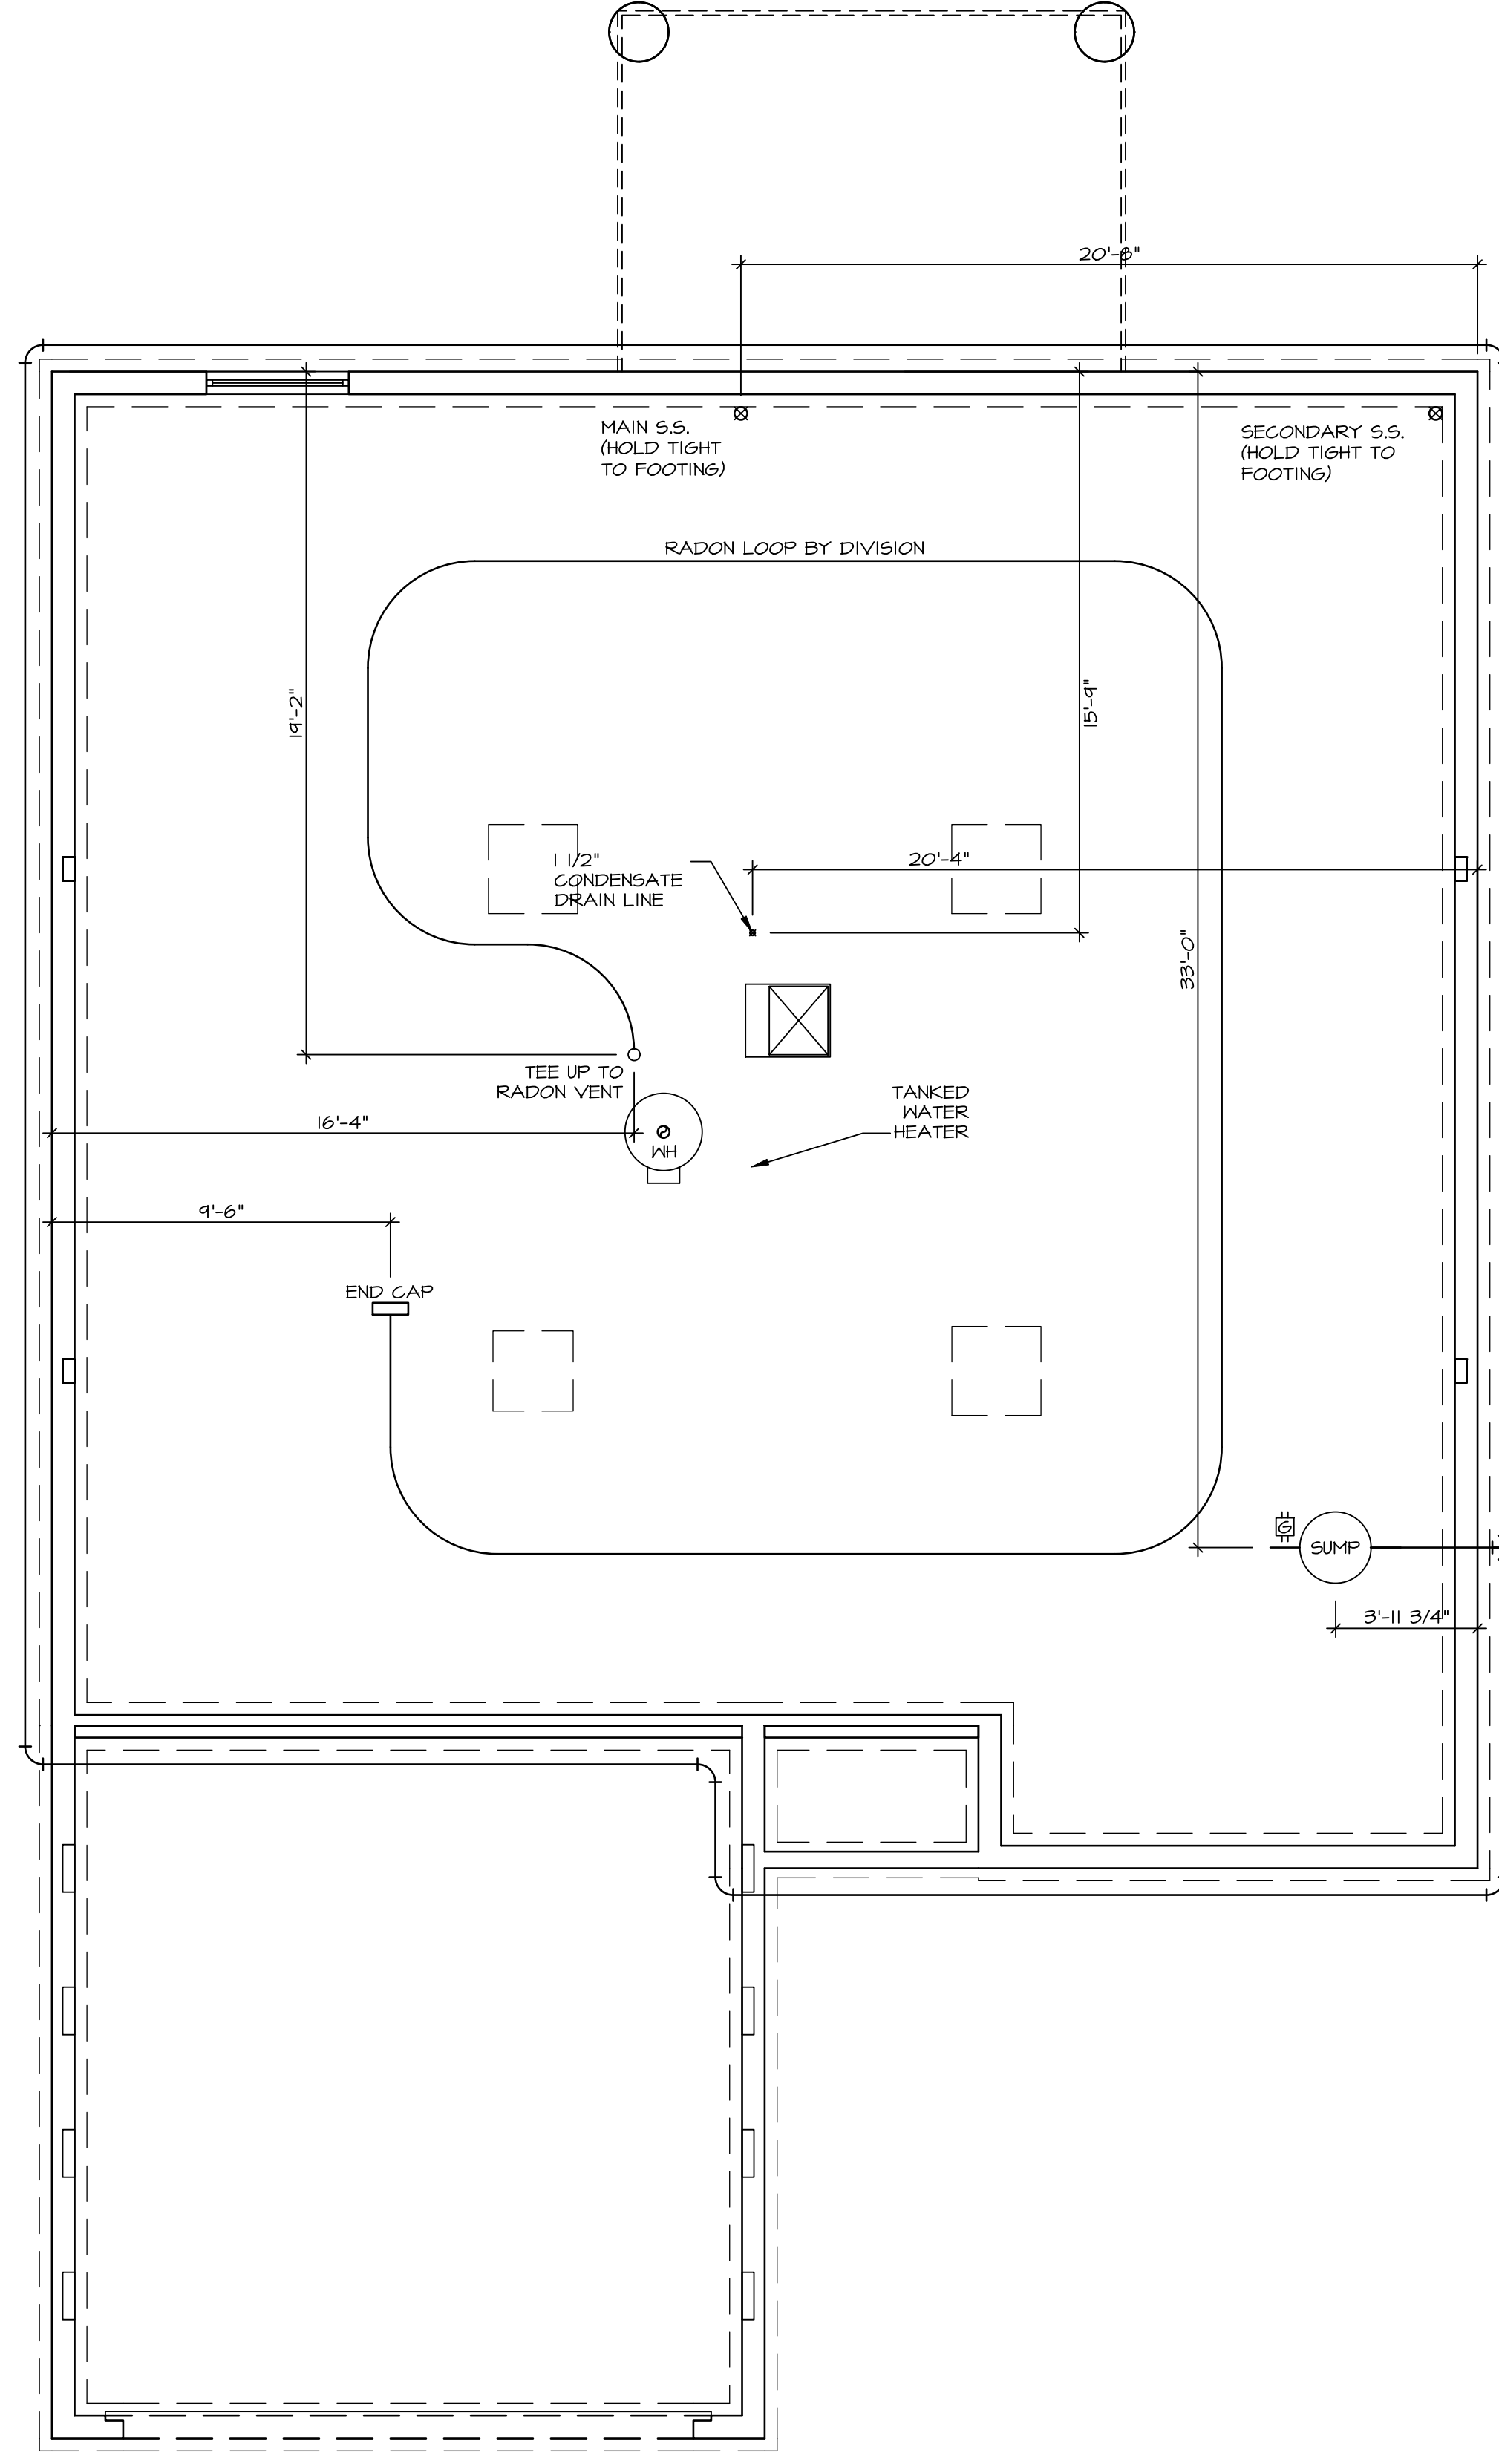 20'-8"
MAIN S.S.
(HOLD TIGHT
TO FOOTING)
SECONDARY S.S.
(HOLD TIGHT TO
FOOTING)
RADON LOOP BY DIVISION
19'-2"
15'-9"
1 1/2"
CONDENSATE
DRAIN LINE
20'-4"
33'-0"
TEE UP TO
RADON VENT
TANKED
WATER
HEATER
16'-4"
WH
9'-6"
END CAP
G
SUMP
3'-11 3/4"